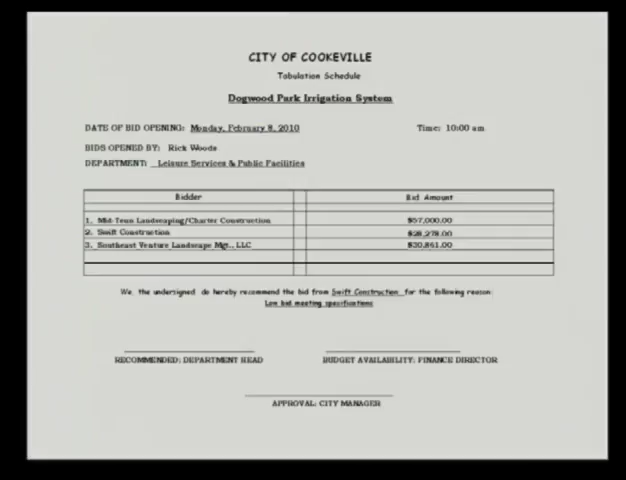 CITY OF COOKEVILLE
Tabulation Schedule
Dogwood Park Irrigation System
DATE OF BID OPENING: Monday, February 8, 2010 Time: 10:00 am
BIDS OPENED BY: Rick Woods
DEPARTMENT: Leisure Services & Public Facilities
Bidder Bid Amount
1. Mid-Tenn Landscaping/Charter Construction $57,000.00
2. Swift Construction $28,278.00
3. Southeast Venture Landscape Mgt., LLC $30,861.00
We, the undersigned, do hereby recommend the bid from Swift Construction for the following reason:
Low bid meeting specifications
RECOMMENDED: DEPARTMENT HEAD BUDGET AVAILABILITY: FINANCE DIRECTOR
APPROVAL: CITY MANAGER